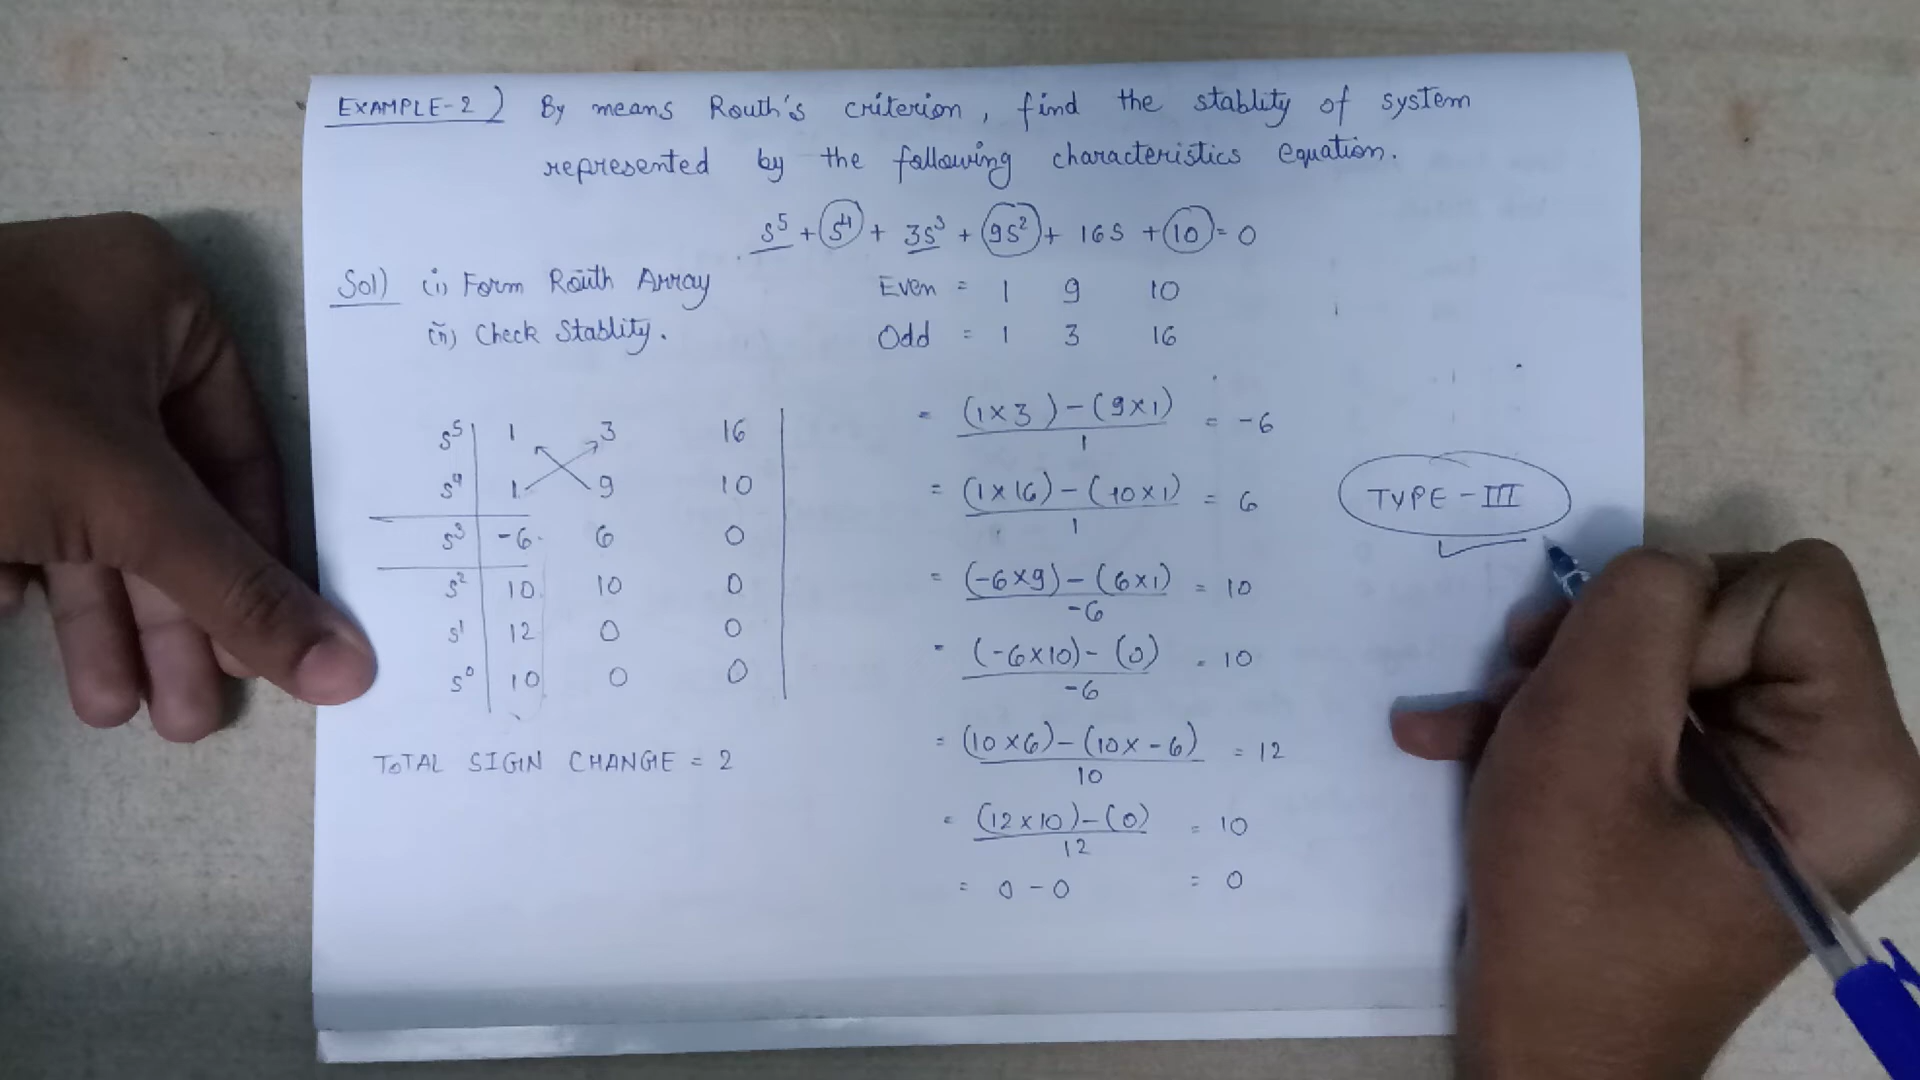 EXAMPLE-2) By means Routh's criterion, find the stablity of system
represented by the following characteristics equation.
s⁵ + s⁴ + 3s³ + 9s² + 16s + 10 = 0
Sol) (i) Form Routh Array
(ii) Check Stablity.
Even = 1 9 10
Odd = 1 3 16
s⁵ 1 3 16
s⁴ 1 9 10
s³ -6 6 0
s² 10 10 0
s¹ 12 0 0
s⁰ 10 0 0
TOTAL SIGN CHANGE = 2
= (1×3)-(9×1) / 1 = -6
= (1×16)-(10×1) / 1 = 6
= (-6×9)-(6×1) / -6 = 10
= (-6×10)-(0) / -6 = 10
= (10×6)-(10×-6) / 10 = 12
= (12×10)-(0) / 12 = 10
= 0-0 = 0
TYPE-III